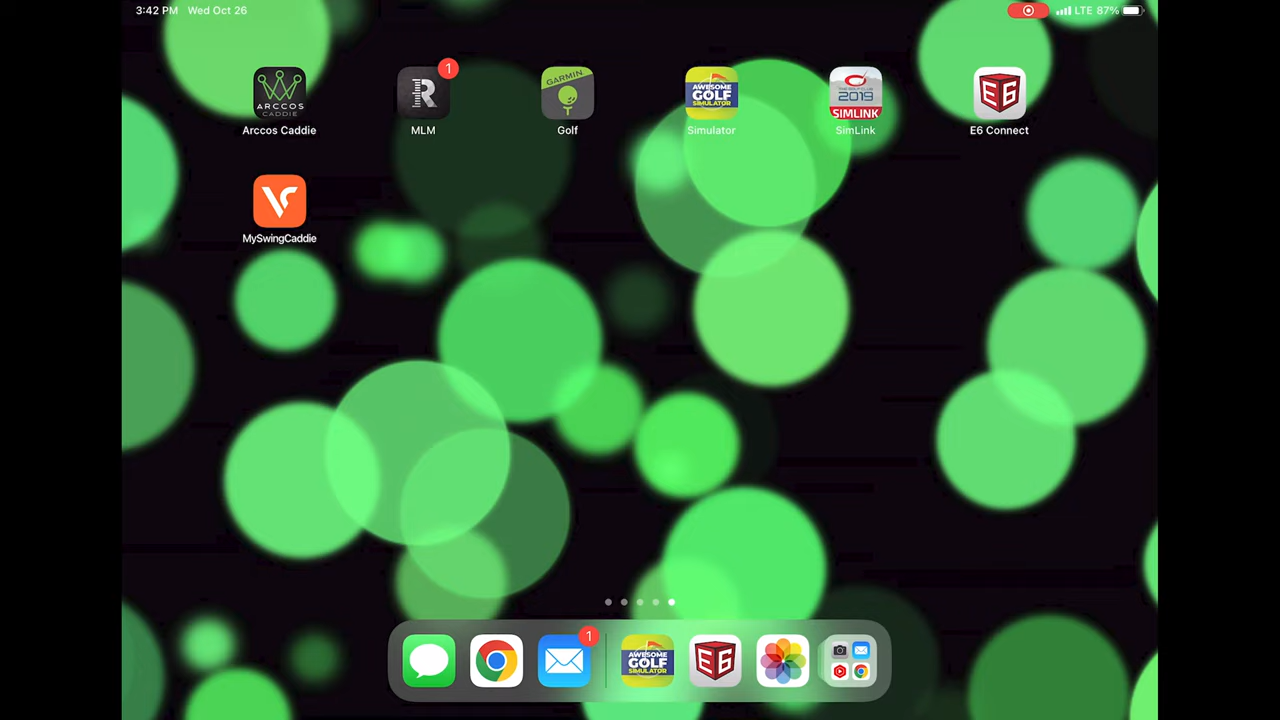 3:42 PM Wed Oct 26
LTE 87%
ARCCOS
CADDIE
Arccos Caddie
R
1
MLM
GARMIN
Golf
AWESOME
GOLF
SIMULATOR
Simulator
2019
SIMLINK
SimLink
E6
E6 Connect
MySwingCaddie
1
AWESOME
GOLF
SIMULATOR
E6